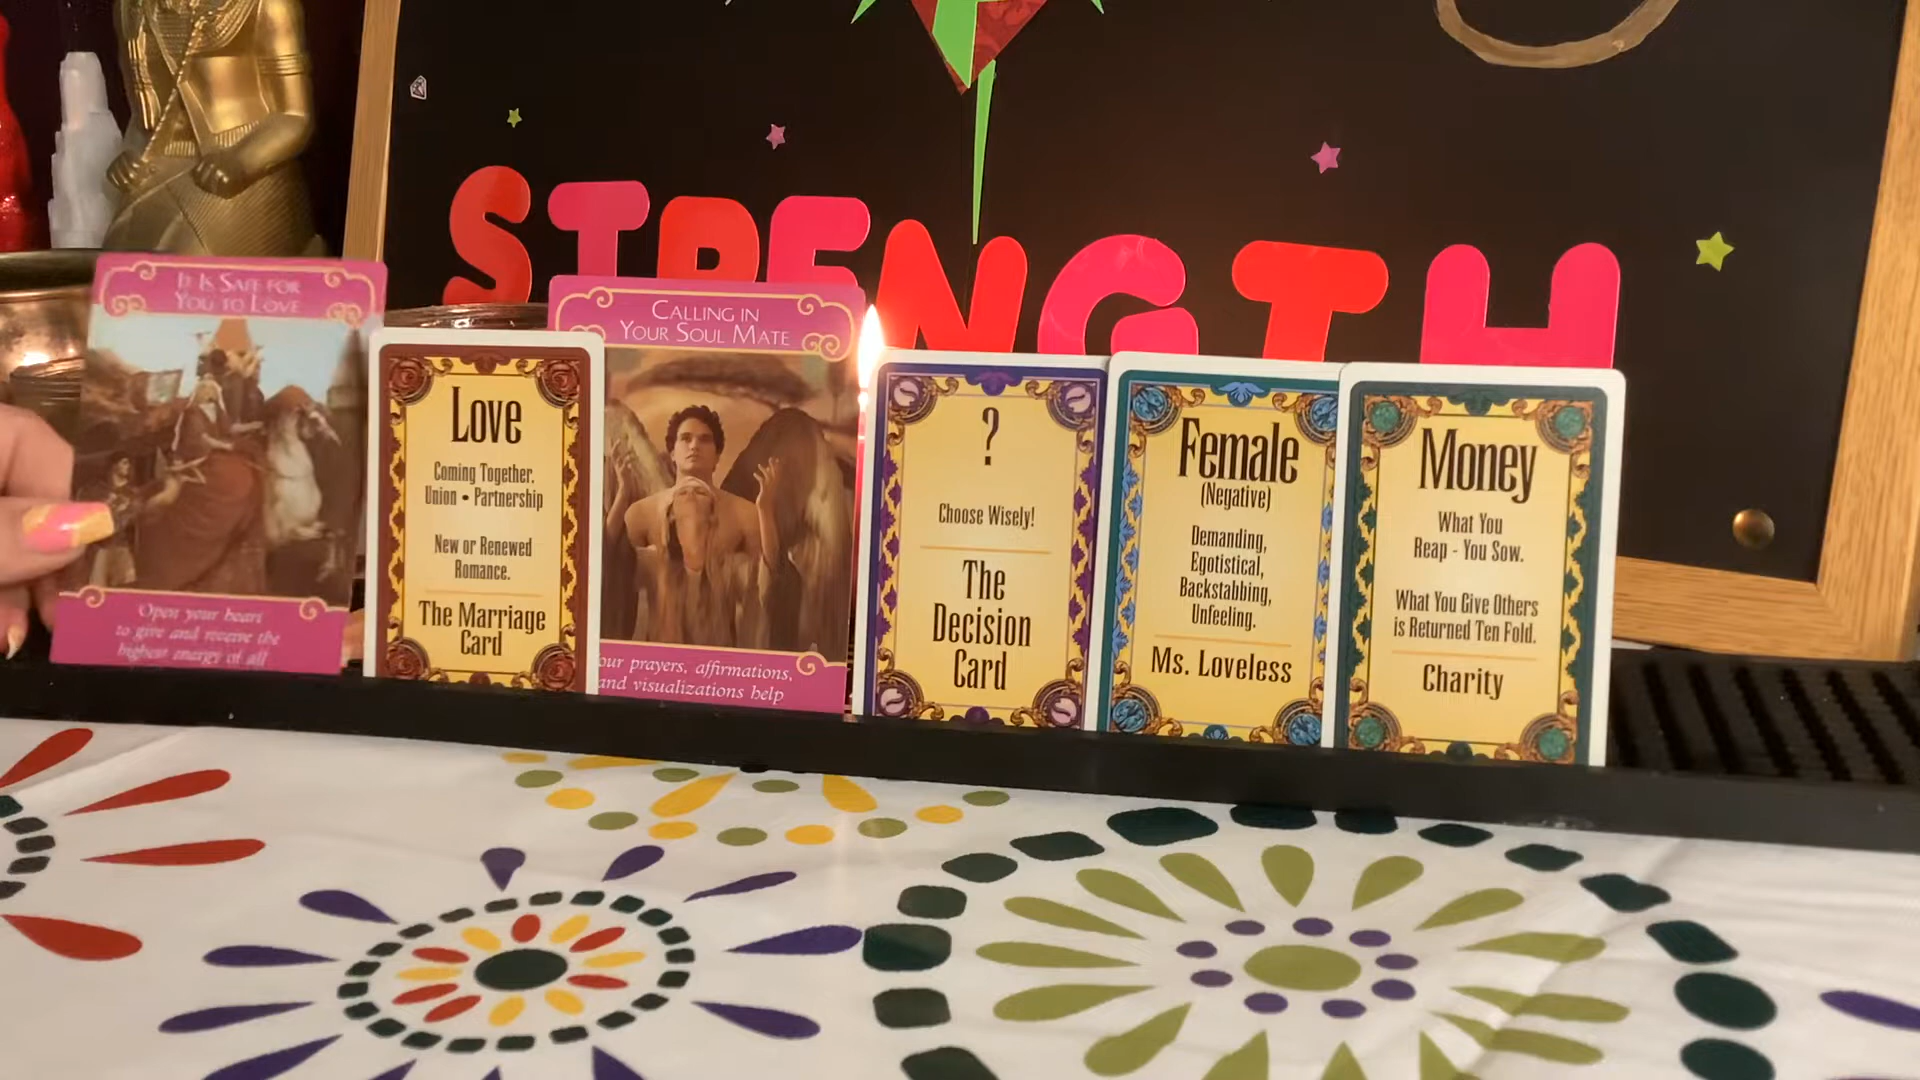 STRENGTH
IT IS SAFE FOR
YOU TO LOVE
Open your heart
to give and receive the
highest energy of all
Love
Coming Together.
Union • Partnership
New or Renewed
Romance.
The Marriage
Card
CALLING IN
YOUR SOUL MATE
our prayers, affirmations,
and visualizations help
?
Choose Wisely!
The
Decision
Card
Female
(Negative)
Demanding,
Egotistical,
Backstabbing,
Unfeeling.
Ms. Loveless
Money
What You
Reap - You Sow.
What You Give Others
is Returned Ten Fold.
Charity